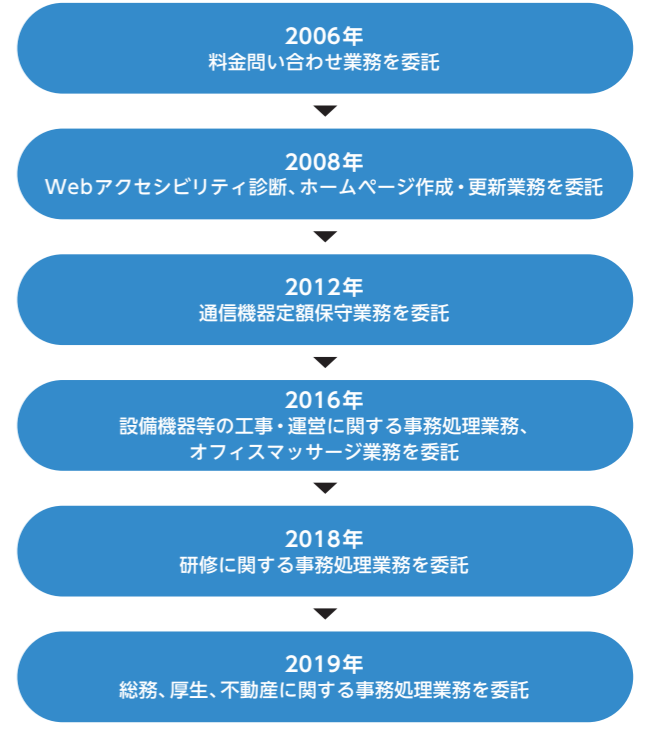 2006年
料金問い合わせ業務を委託
2008年
Webアクセシビリティ診断、ホームページ作成・更新業務を委託
2012年
通信機器定額保守業務を委託
2016年
設備機器等の工事・運営に関する事務処理業務、
オフィスマッサージ業務を委託
2018年
研修に関する事務処理業務を委託
2019年
総務、厚生、不動産に関する事務処理業務を委託